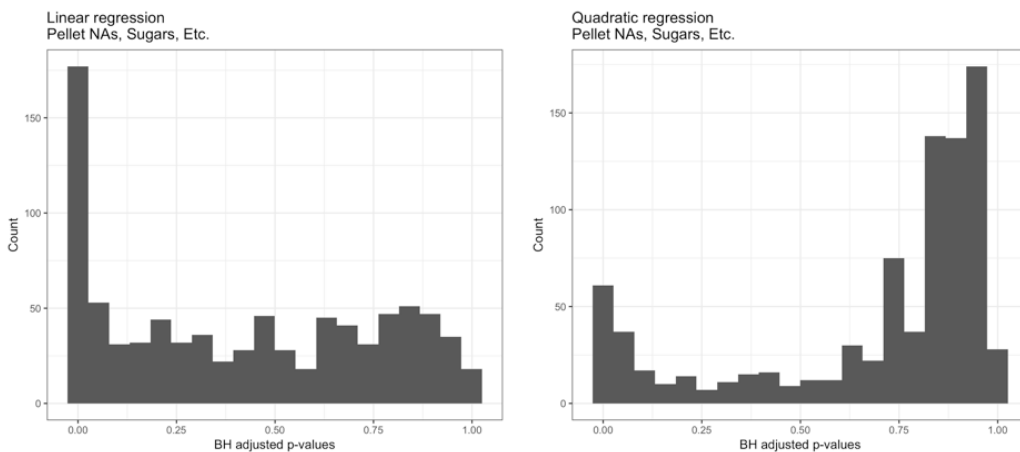 Linear regression
Pellet NAs, Sugars, Etc.
150
100
50
0
Count
0.00 0.25 0.50 0.75 1.00
BH adjusted p-values
Quadratic regression
Pellet NAs, Sugars, Etc.
150
100
50
0
Count
0.00 0.25 0.50 0.75 1.00
BH adjusted p-values